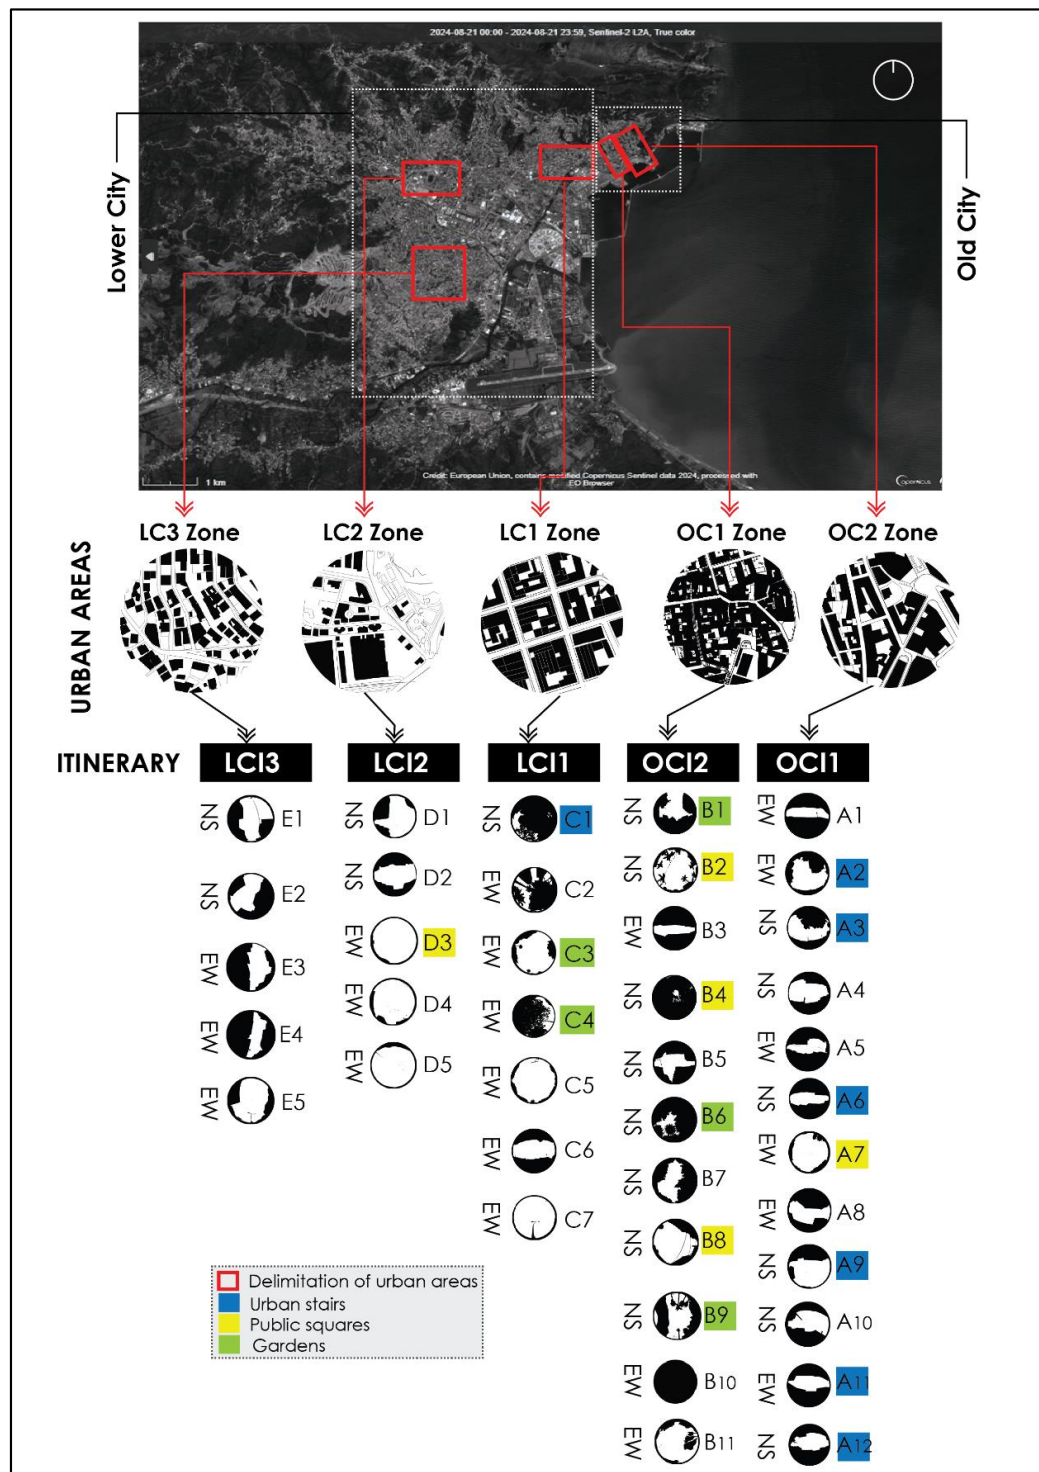 2024-08-21 00:00 - 2024-08-21 23:59, Sentinel-2 L2A, True color
Lower City
Old City
1 km
Credit: European Union, contains modified Copernicus Sentinel data 2024, processed with
EO Browser
opernicus
URBAN AREAS
LC3 Zone
LC2 Zone
LC1 Zone
OC1 Zone
OC2 Zone
ITINERARY
LCI3
LCI2
LCI1
OCI2
OCI1
NS E1
NS E2
EW E3
EW E4
EW E5
NS D1
NS D2
EW D3
EW D4
EW D5
NS C1
EW C2
EW C3
EW C4
EW C5
EW C6
EW C7
NS B1
NS B2
EW B3
NS B4
NS B5
NS B6
NS B7
NS B8
NS B9
EW B10
EW B11
EW A1
EW A2
NS A3
NS A4
EW A5
NS A6
EW A7
EW A8
NS A9
NS A10
EW A11
NS A12
Delimitation of urban areas
Urban stairs
Public squares
Gardens